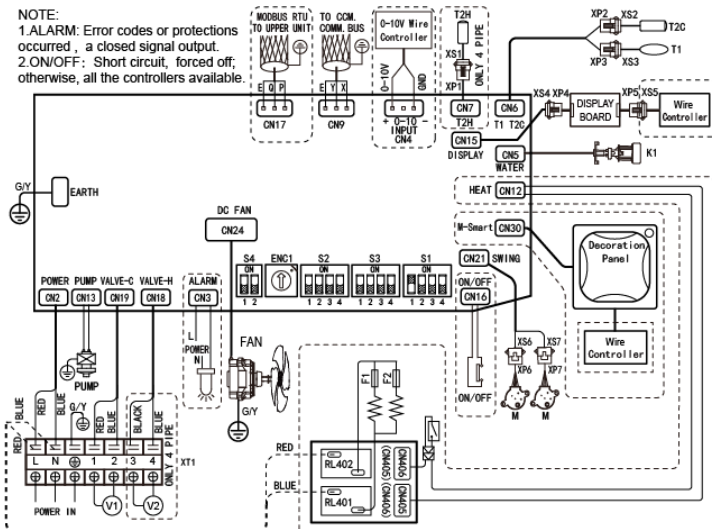 NOTE:
1.ALARM: Error codes or protections
occurred , a closed signal output.
2.ON/OFF: Short circuit, forced off;
otherwise, all the controllers available.
MODBUS RTU
TO UPPER UNIT
TO CCM.
COMM. BUS
0-10V Wire
Controller
T2H
XS1
XP1
ONLY 4 PIPE
XP2 XS2
T2C
XP3 XS3
T1
E Q P
E Y X
0-10V
GND
CN17
CN9
+ 0-10 -
INPUT
CN4
CN7
T2H
CN6
T1 T2C
XS4 XP4
DISPLAY
BOARD
XP5 XS5
Wire
Controller
CN15
DISPLAY
CN5
WATER
K1
G/Y
EARTH
HEAT CN12
DC FAN
CN24
M-Smart CN30
Decoration
Panel
CN21 SWING
S4
ON
1 2
ENC1
S2
ON
1 2 3 4
S3
ON
1 2 3 4
S1
ON
1 2 3 4
POWER PUMP VALVE-C VALVE-H
CN2 CN13 CN19 CN18
ALARM
CN3
ON/OFF
CN16
Wire
Controller
L
POWER
N
FAN
G/Y
PUMP
XS6
XP6
XS7
XP7
M M
ON/OFF
F1
F2
BLUE
RED
RED
BLUE
G/Y
RED
BLUE
BLACK
BLUE
ONLY 4 PIPE
L N 1 2 3 4
XT1
POWER IN
V1
V2
RED
BLUE
RL402
RL401
(CN405) CN406
(CN406) CN405